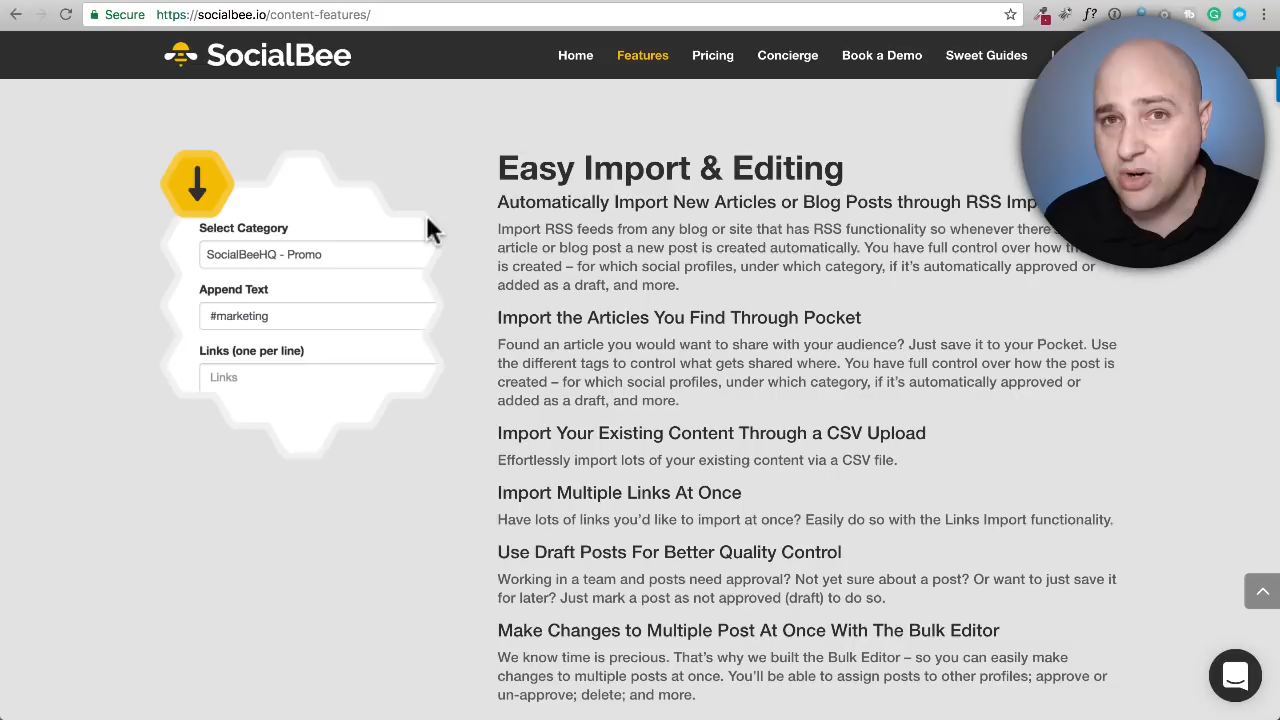 Secure https://socialbee.io/content-features/
SocialBee
Home Features Pricing Concierge Book a Demo Sweet Guides
Select Category
SocialBeeHQ - Promo
Append Text
#marketing
Links (one per line)
Links
Easy Import & Editing
Automatically Import New Articles or Blog Posts through RSS
Import RSS feeds from any blog or site that has RSS functionality so whenever there's
article or blog post a new post is created automatically. You have full control over how
is created – for which social profiles, under which category, if it's automatically approved or
added as a draft, and more.
Import the Articles You Find Through Pocket
Found an article you would want to share with your audience? Just save it to your Pocket. Use
the different tags to control what gets shared where. You have full control over how the post is
created – for which social profiles, under which category, if it's automatically approved or
added as a draft, and more.
Import Your Existing Content Through a CSV Upload
Effortlessly import lots of your existing content via a CSV file.
Import Multiple Links At Once
Have lots of links you'd like to import at once? Easily do so with the Links Import functionality.
Use Draft Posts For Better Quality Control
Working in a team and posts need approval? Not yet sure about a post? Or want to just save it
for later? Just mark a post as not approved (draft) to do so.
Make Changes to Multiple Post At Once With The Bulk Editor
We know time is precious. That's why we built the Bulk Editor – so you can easily make
changes to multiple posts at once. You'll be able to assign posts to other profiles; approve or
un-approve; delete; and more.